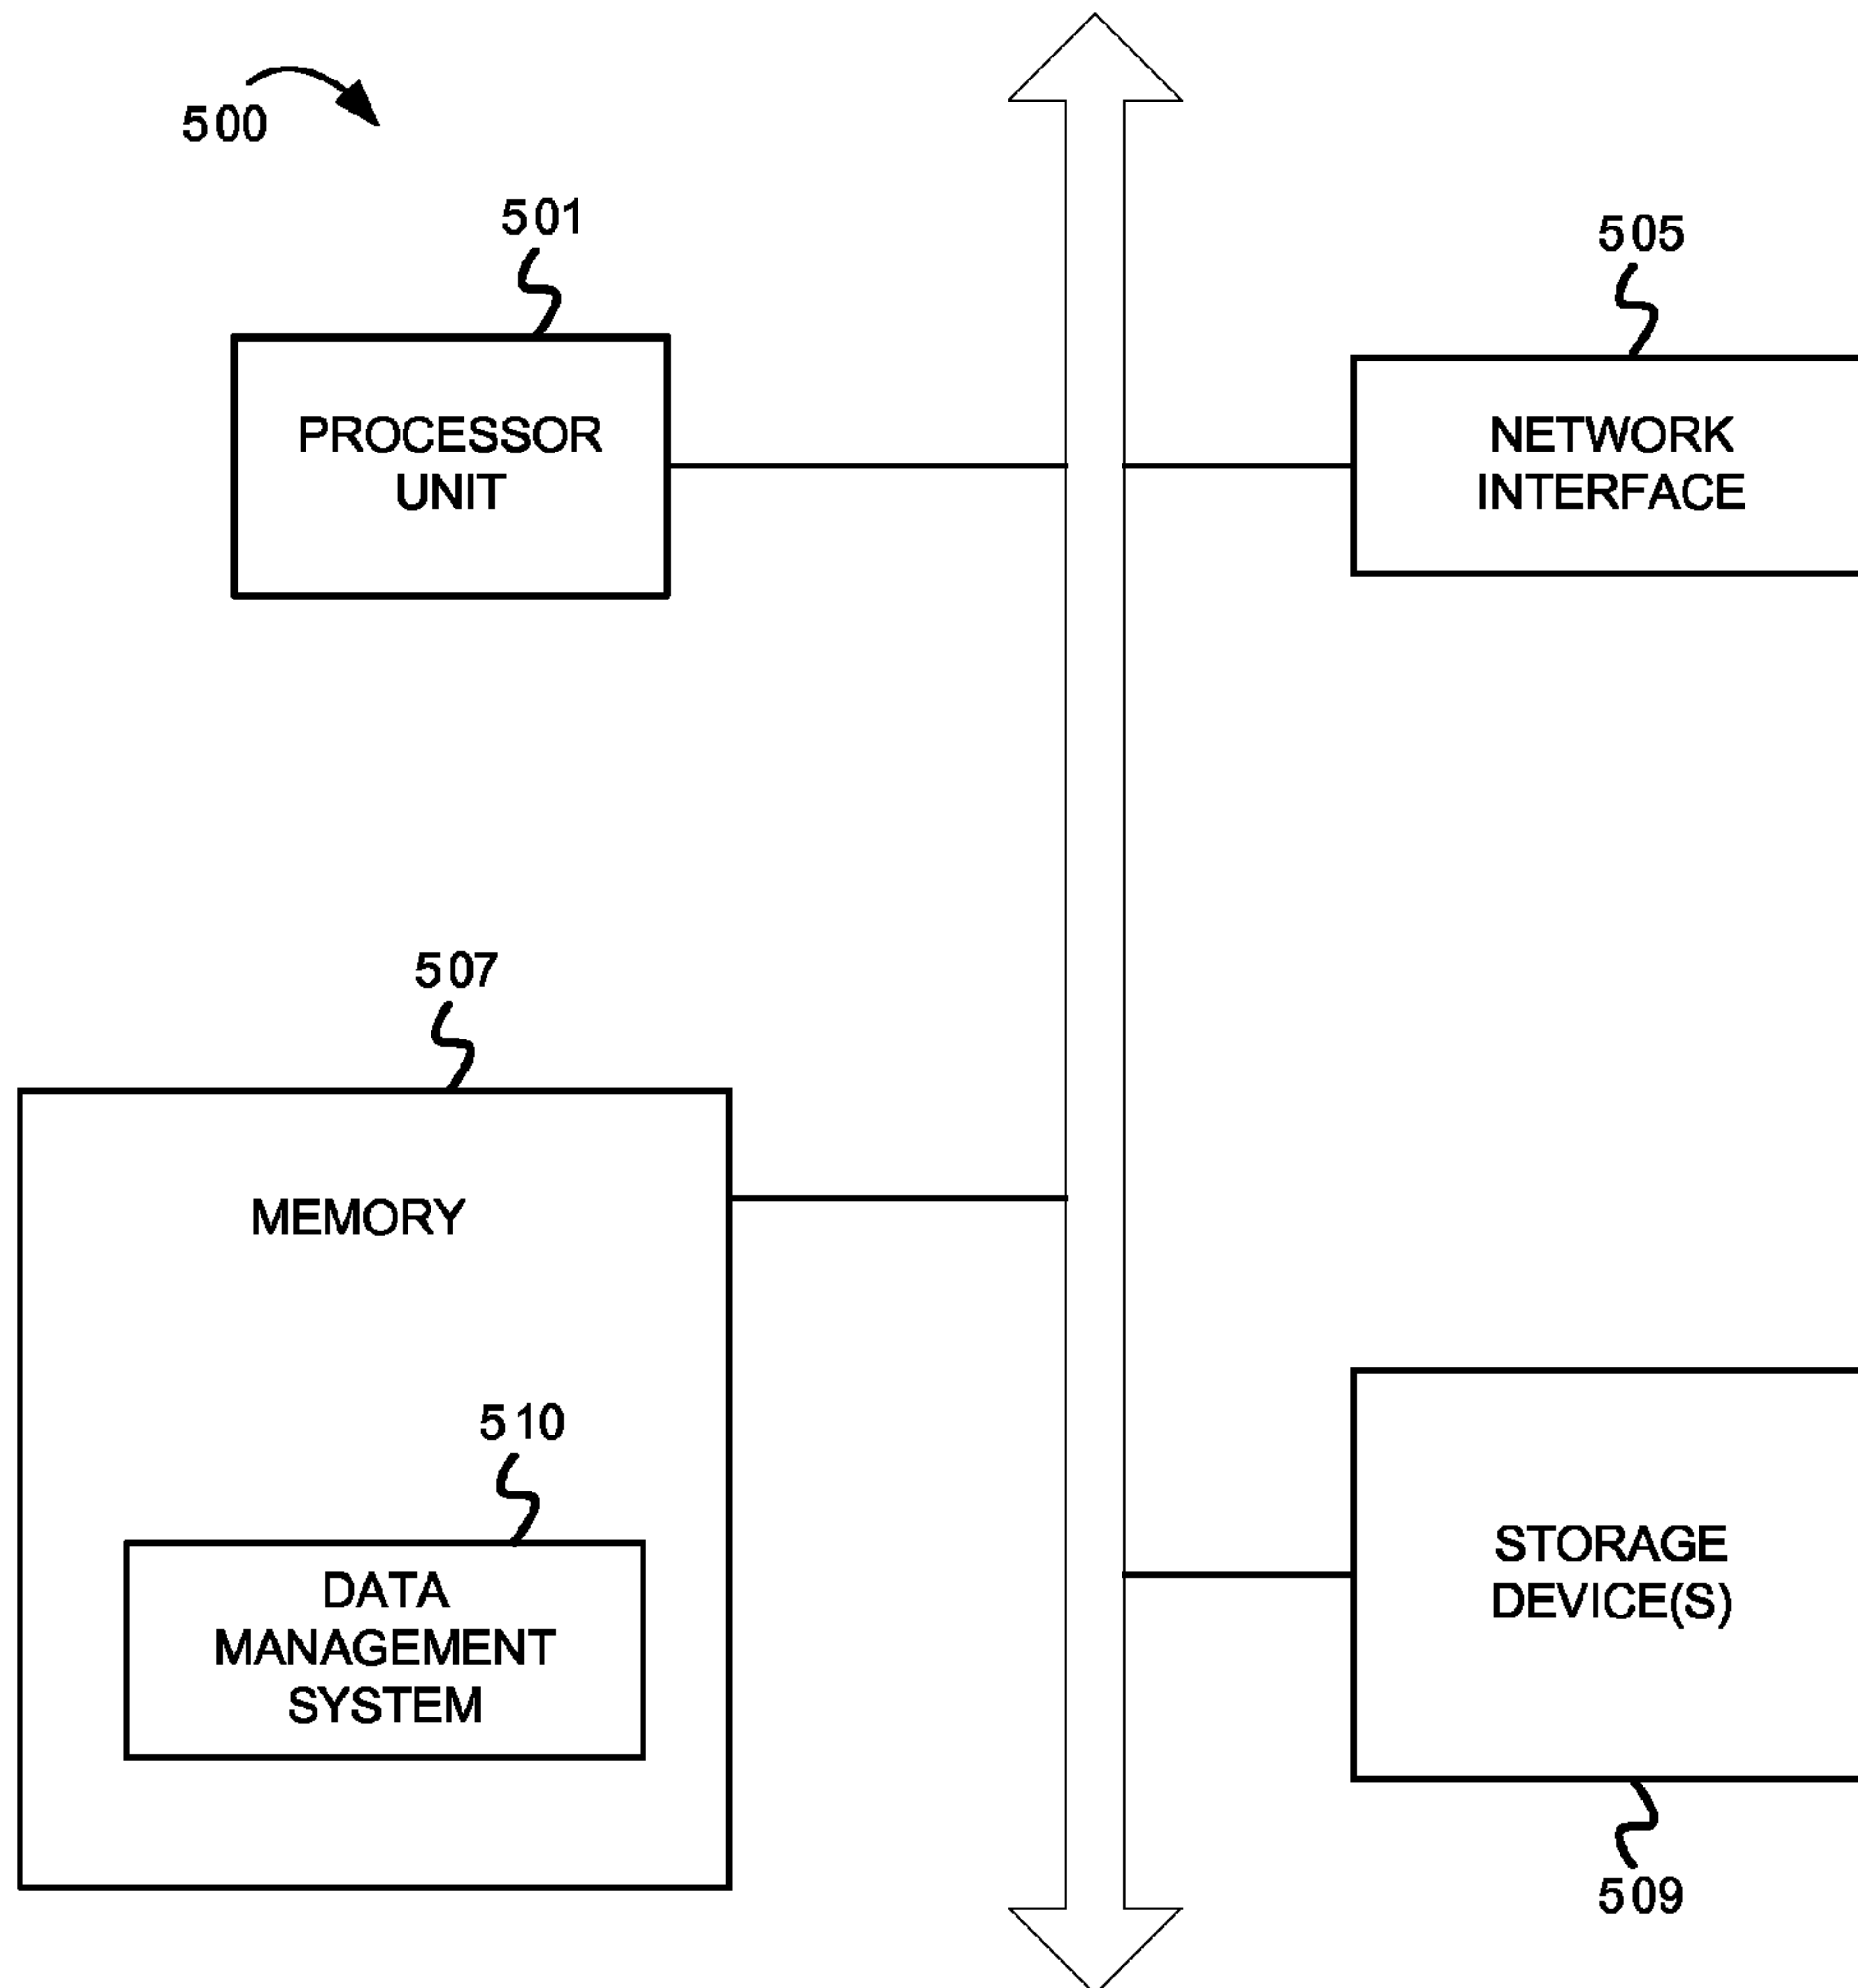 500
501
PROCESSOR
UNIT
505
NETWORK
INTERFACE
507
MEMORY
510
DATA
MANAGEMENT
SYSTEM
STORAGE
DEVICE(S)
509